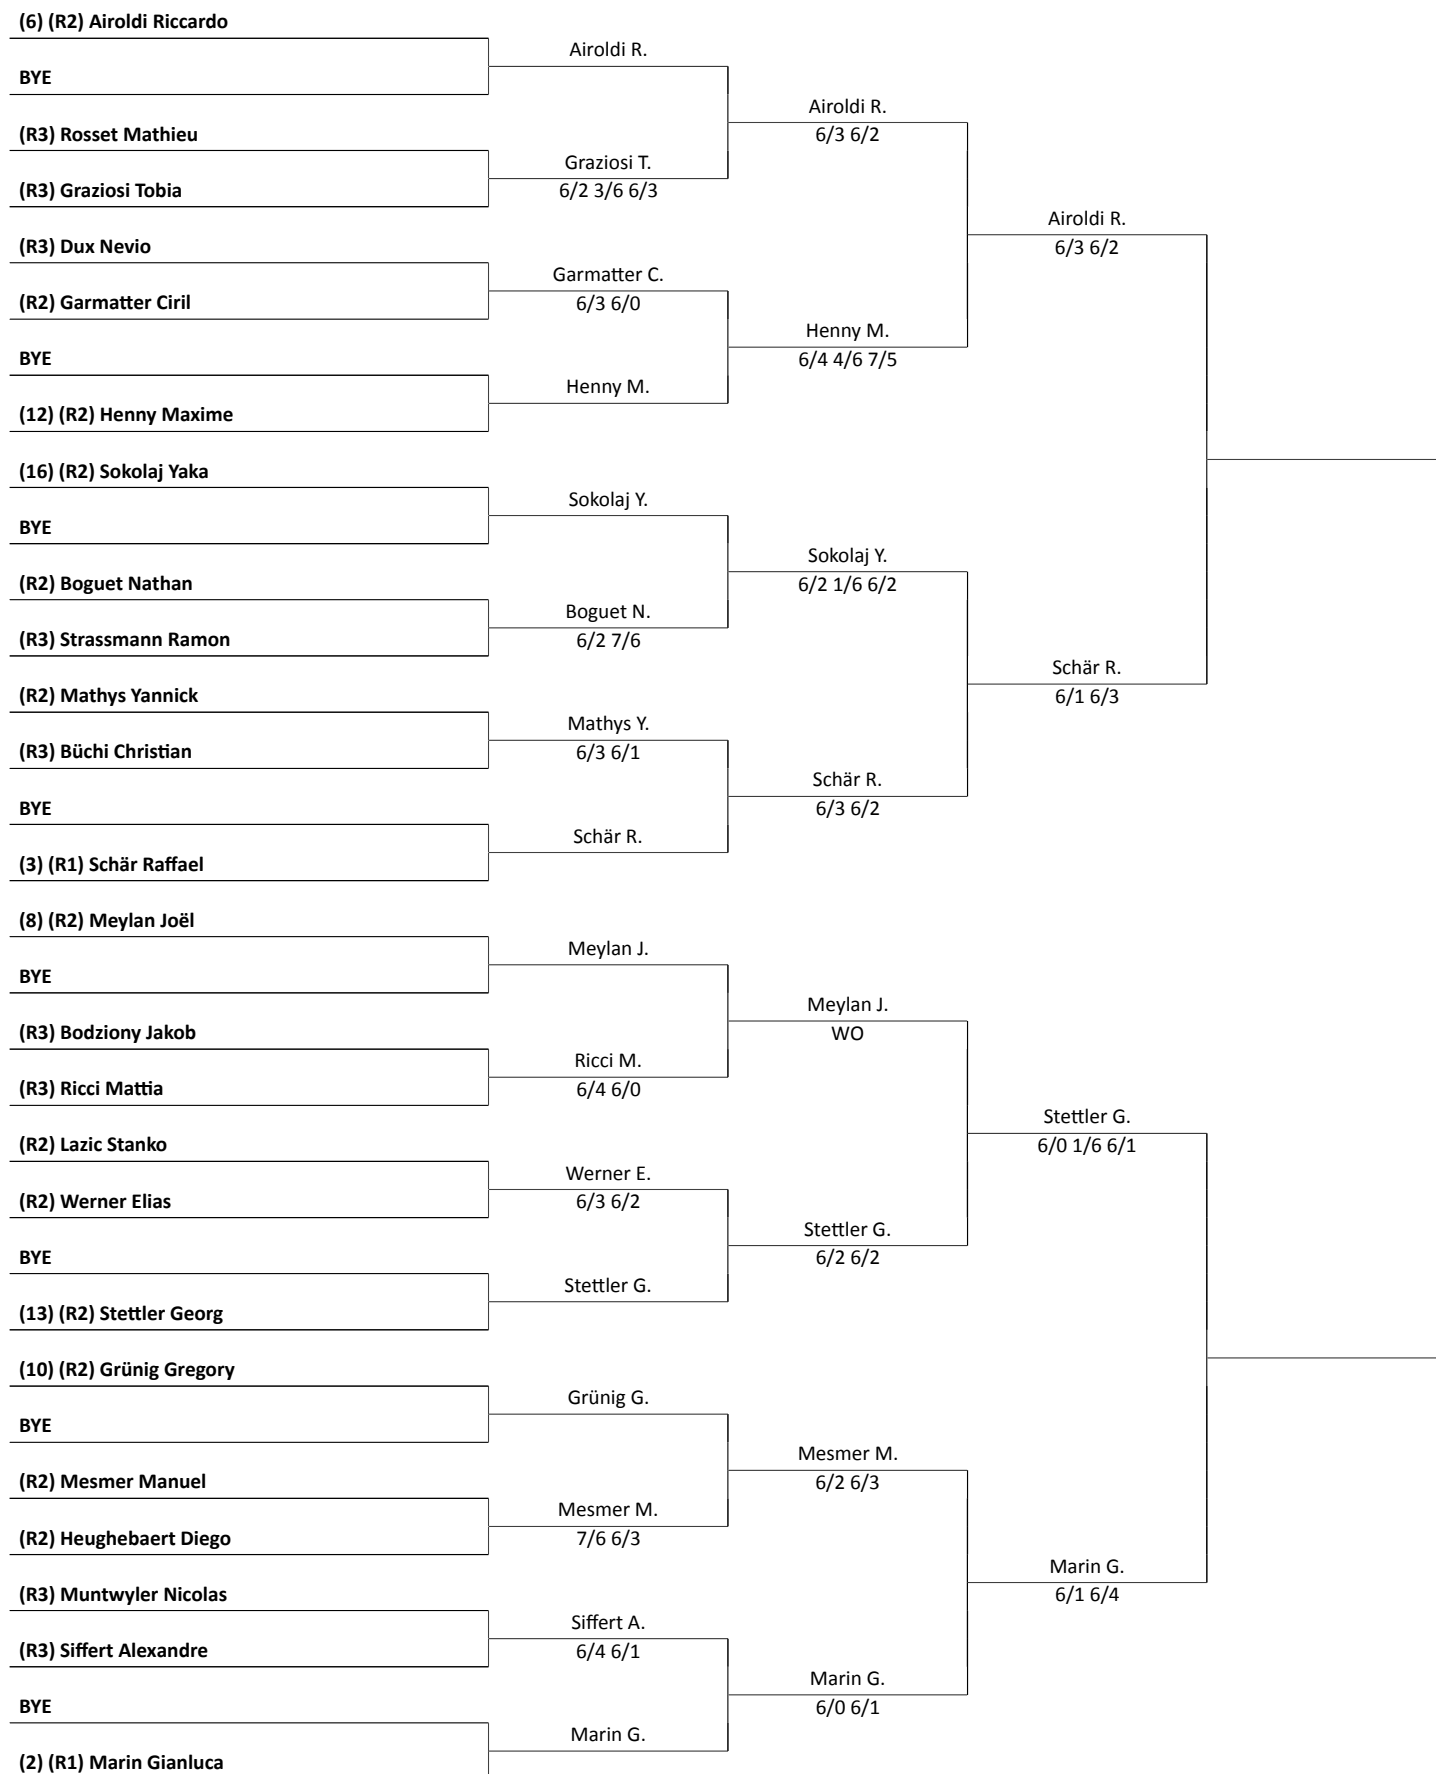 (6) (R2) Airoldi Riccardo
Airoldi R.
BYE
Airoldi R.
(R3) Rosset Mathieu
6/3 6/2
Graziosi T.
(R3) Graziosi Tobia
6/2 3/6 6/3
Airoldi R.
(R3) Dux Nevio
6/3 6/2
Garmatter C.
(R2) Garmatter Ciril
6/3 6/0
Henny M.
BYE
6/4 4/6 7/5
Henny M.
(12) (R2) Henny Maxime
(16) (R2) Sokolaj Yaka
Sokolaj Y.
BYE
Sokolaj Y.
(R2) Boguet Nathan
6/2 1/6 6/2
Boguet N.
(R3) Strassmann Ramon
6/2 7/6
Schär R.
(R2) Mathys Yannick
6/1 6/3
Mathys Y.
(R3) Büchi Christian
6/3 6/1
Schär R.
BYE
6/3 6/2
Schär R.
(3) (R1) Schär Raffael
(8) (R2) Meylan Joël
Meylan J.
BYE
Meylan J.
(R3) Bodziony Jakob
WO
Ricci M.
(R3) Ricci Mattia
6/4 6/0
Stettler G.
(R2) Lazic Stanko
6/0 1/6 6/1
Werner E.
(R2) Werner Elias
6/3 6/2
Stettler G.
BYE
6/2 6/2
Stettler G.
(13) (R2) Stettler Georg
(10) (R2) Grünig Gregory
Grünig G.
BYE
Mesmer M.
(R2) Mesmer Manuel
6/2 6/3
Mesmer M.
(R2) Heughebaert Diego
7/6 6/3
Marin G.
(R3) Muntwyler Nicolas
6/1 6/4
Siffert A.
(R3) Siffert Alexandre
6/4 6/1
Marin G.
BYE
6/0 6/1
Marin G.
(2) (R1) Marin Gianluca